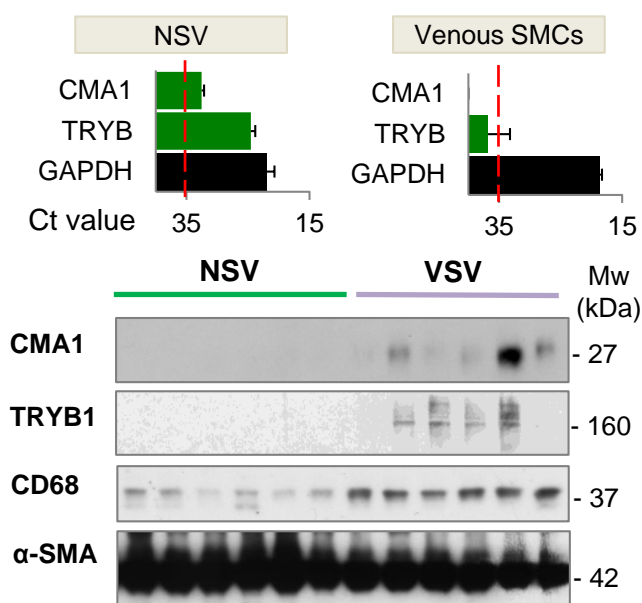 NSV
Venous SMCs
CMA1
TRYB
GAPDH
Ct value
35
15
CMA1
TRYB
GAPDH
35
15
NSV
VSV
Mw
(kDa)
CMA1
- 27
TRYB1
- 160
CD68
- 37
α-SMA
- 42